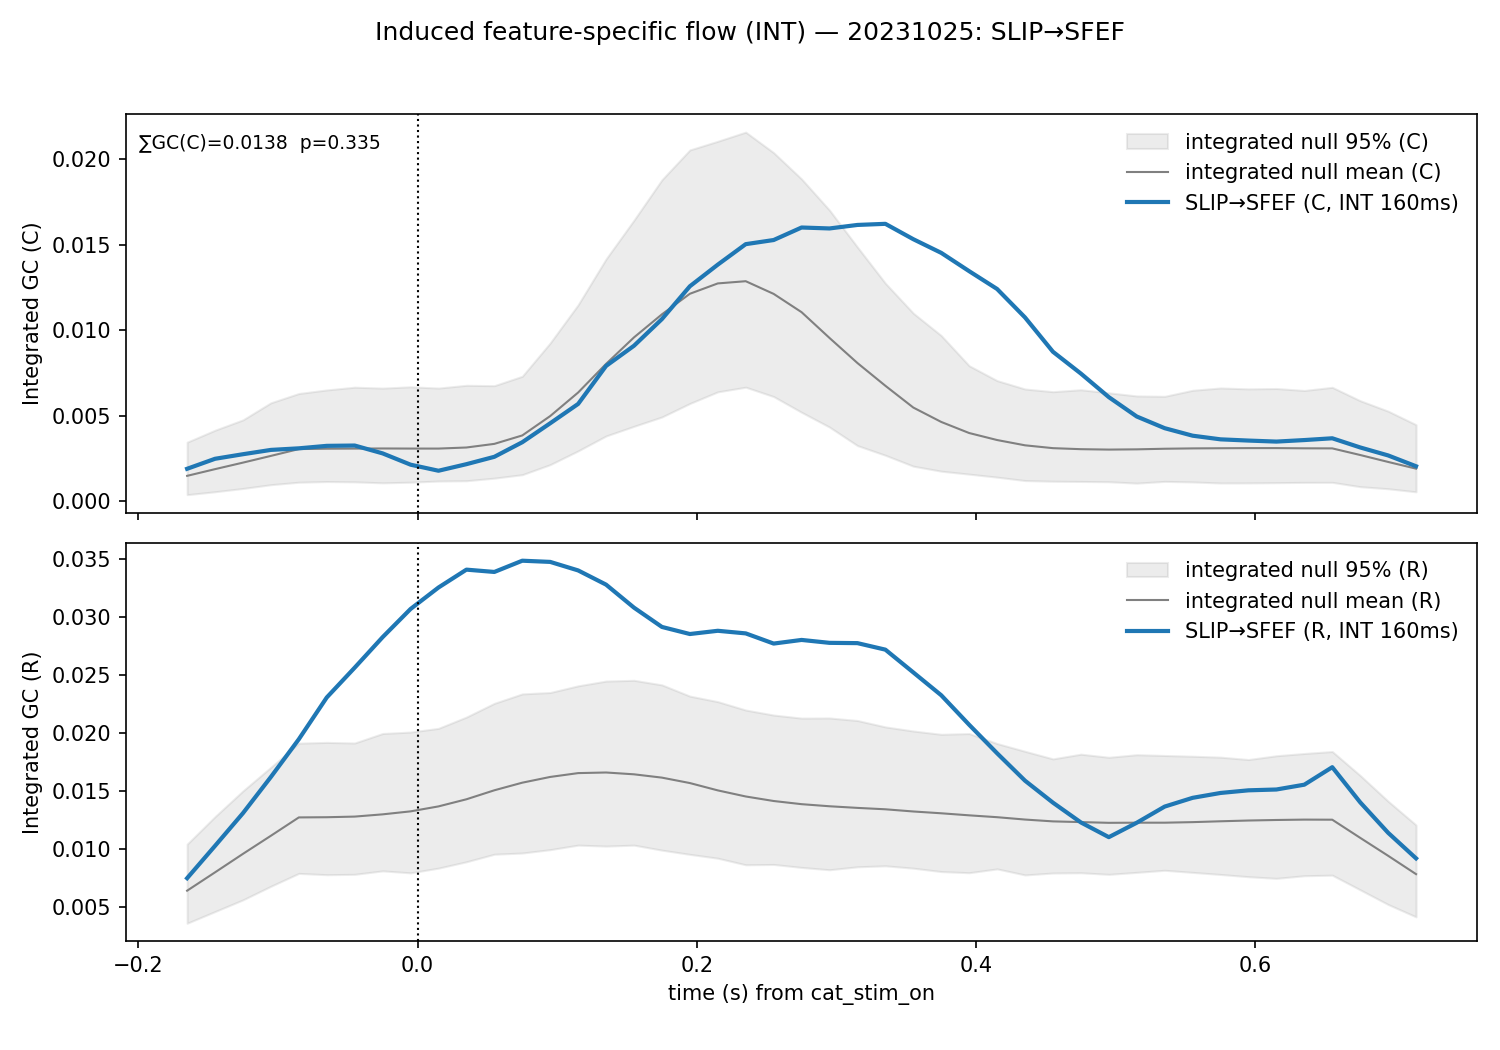 Induced feature-specific flow (INT) — 20231025: SLIP→SFEF
∑GC(C)=0.0138  p=0.335
integrated null 95% (C)
integrated null mean (C)
SLIP→SFEF (C, INT 160ms)
Integrated GC (C)
0.020
0.015
0.010
0.005
0.000
integrated null 95% (R)
integrated null mean (R)
SLIP→SFEF (R, INT 160ms)
Integrated GC (R)
0.035
0.030
0.025
0.020
0.015
0.010
0.005
−0.2 0.0 0.2 0.4 0.6
time (s) from cat_stim_on